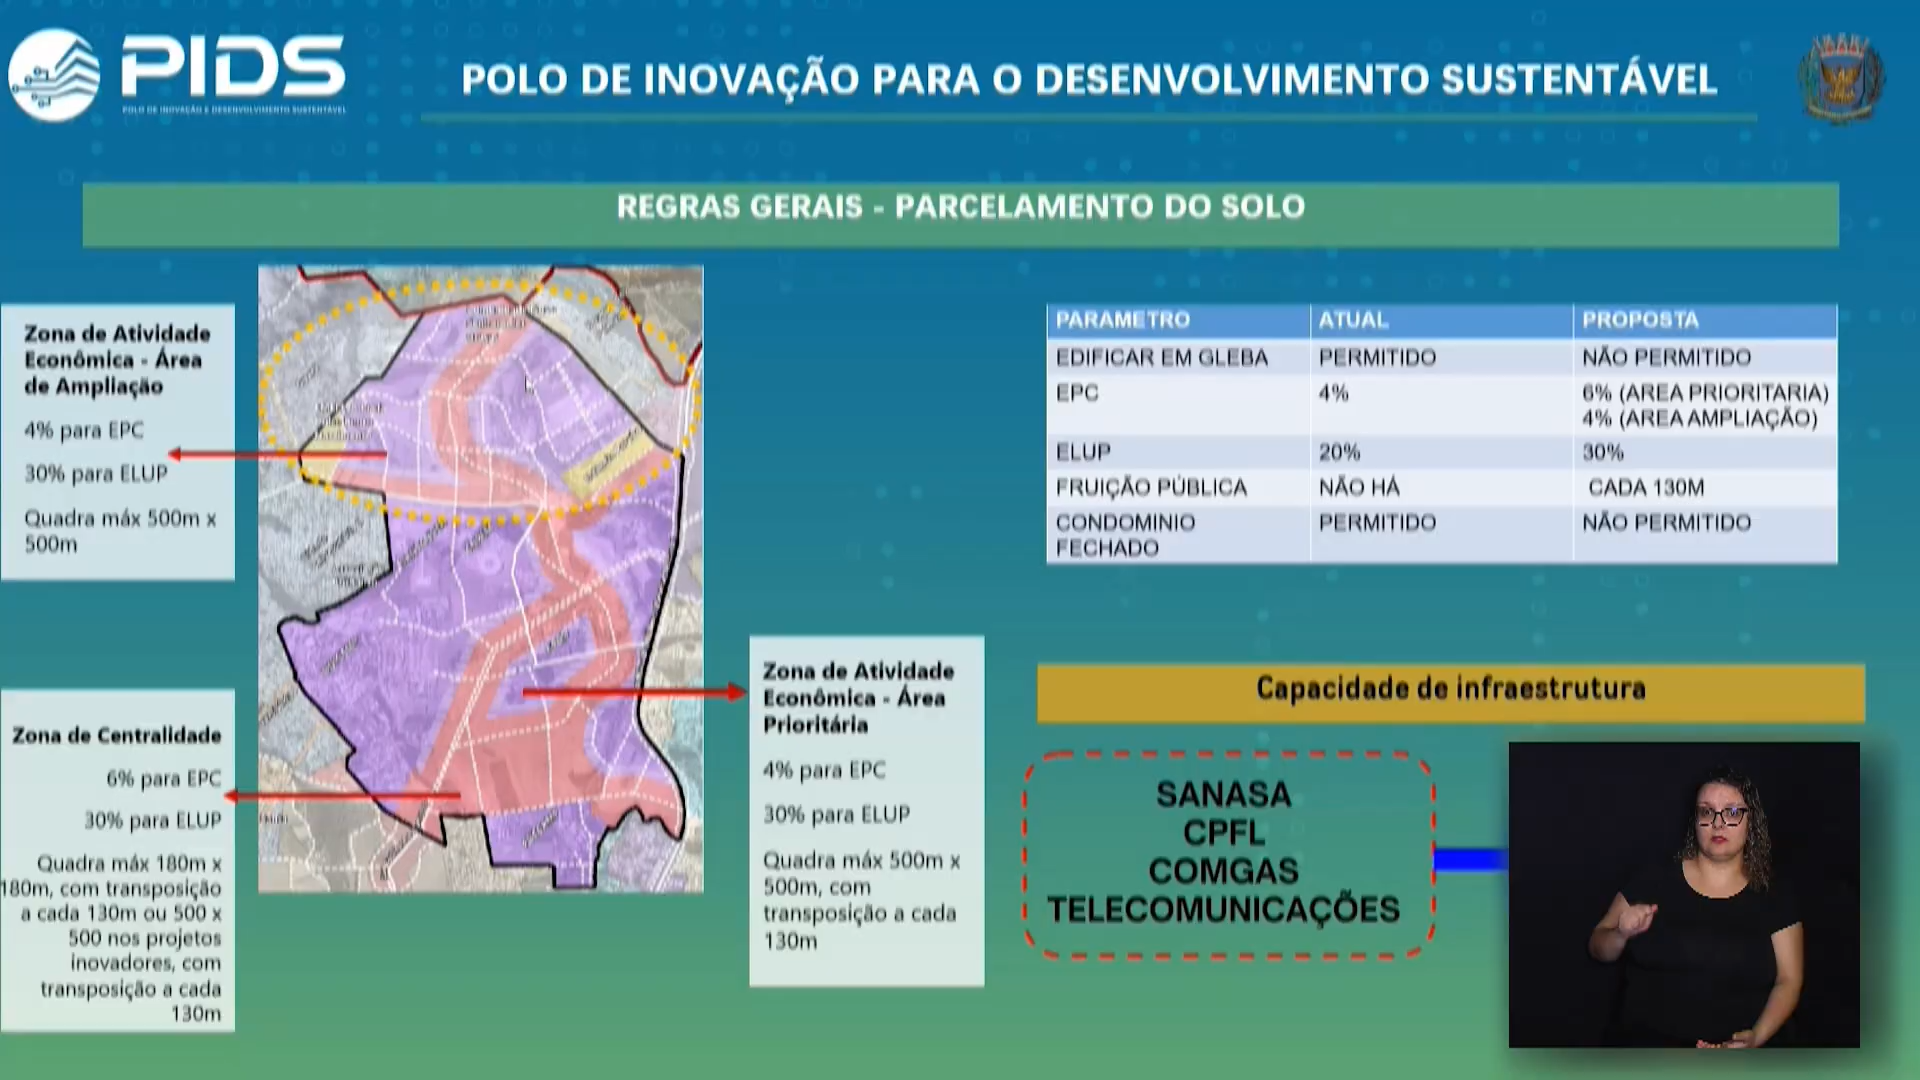 PIDS
POLO DE INOVAÇÃO E DESENVOLVIMENTO SUSTENTÁVEL
POLO DE INOVAÇÃO PARA O DESENVOLVIMENTO SUSTENTÁVEL
REGRAS GERAIS - PARCELAMENTO DO SOLO
Zona de Atividade
Econômica - Área
de Ampliação
4% para EPC
30% para ELUP
Quadra máx 500m x
500m
Zona de Centralidade
6% para EPC
30% para ELUP
Quadra máx 180m x
180m, com transposição
a cada 130m ou 500 x
500 nos projetos
inovadores, com
transposição a cada
130m
Zona de Atividade
Econômica - Área
Prioritária
4% para EPC
30% para ELUP
Quadra máx 500m x
500m, com
transposição a cada
130m
PARAMETRO ATUAL PROPOSTA
EDIFICAR EM GLEBA PERMITIDO NÃO PERMITIDO
EPC 4% 6% (AREA PRIORITARIA)
4% (AREA AMPLIAÇÃO)
ELUP 20% 30%
FRUIÇÃO PÚBLICA NÃO HÁ CADA 130M
CONDOMINIO PERMITIDO NÃO PERMITIDO
FECHADO
Capacidade de infraestrutura
SANASA
CPFL
COMGAS
TELECOMUNICAÇÕES